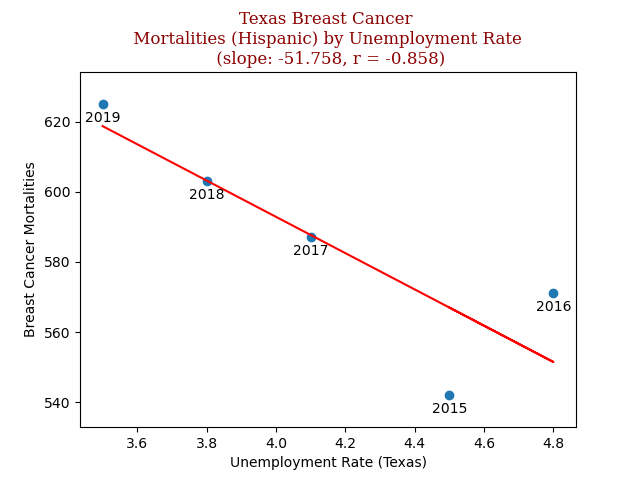 Texas Breast Cancer
Mortalities (Hispanic) by Unemployment Rate
(slope: -51.758, r = -0.858)
Breast Cancer Mortalities
620
600
580
560
540
2019
2018
2017
2016
2015
3.6 3.8 4.0 4.2 4.4 4.6 4.8
Unemployment Rate (Texas)